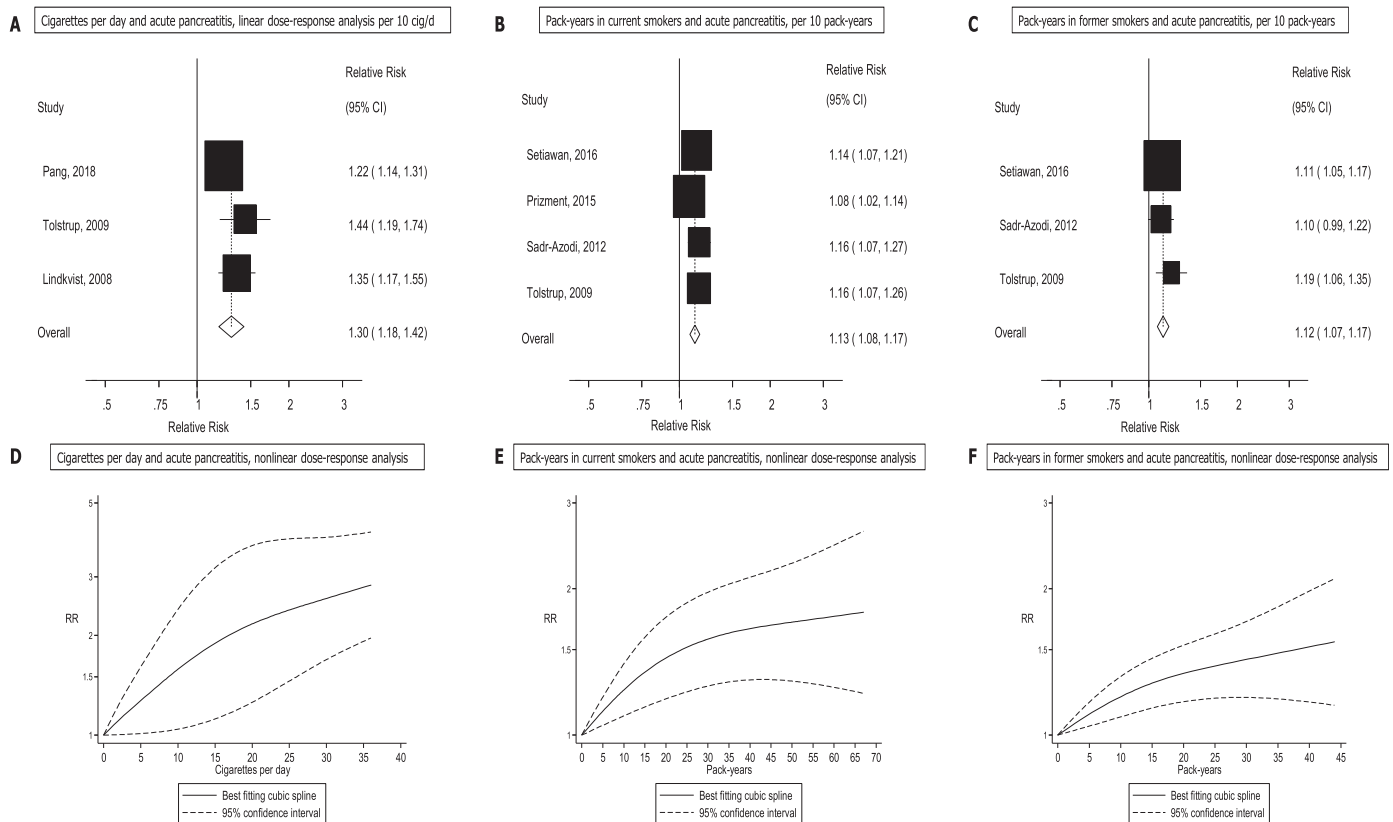 A
Cigarettes per day and acute pancreatitis, linear dose-response analysis per 10 cig/d
Relative Risk
Study
(95% CI)
Pang, 2018
1.22 ( 1.14, 1.31)
Tolstrup, 2009
1.44 ( 1.19, 1.74)
Lindkvist, 2008
1.35 ( 1.17, 1.55)
Overall
1.30 ( 1.18, 1.42)
.5 .75 1 1.5 2 3
Relative Risk
B
Pack-years in current smokers and acute pancreatitis, per 10 pack-years
Relative Risk
Study
(95% CI)
Setiawan, 2016
1.14 ( 1.07, 1.21)
Prizment, 2015
1.08 ( 1.02, 1.14)
Sadr-Azodi, 2012
1.16 ( 1.07, 1.27)
Tolstrup, 2009
1.16 ( 1.07, 1.26)
Overall
1.13 ( 1.08, 1.17)
.5 .75 1 1.5 2 3
Relative Risk
C
Pack-years in former smokers and acute pancreatitis, per 10 pack-years
Relative Risk
Study
(95% CI)
Setiawan, 2016
1.11 ( 1.05, 1.17)
Sadr-Azodi, 2012
1.10 ( 0.99, 1.22)
Tolstrup, 2009
1.19 ( 1.06, 1.35)
Overall
1.12 ( 1.07, 1.17)
.5 .75 1 1.5 2 3
Relative Risk
D
Cigarettes per day and acute pancreatitis, nonlinear dose-response analysis
5
3
RR
2
1.5
1
0 5 10 15 20 25 30 35 40
Cigarettes per day
Best fitting cubic spline
95% confidence interval
E
Pack-years in current smokers and acute pancreatitis, nonlinear dose-response analysis
3
2
RR
1.5
1
0 5 10 15 20 25 30 35 40 45 50 55 60 65 70
Pack-years
Best fitting cubic spline
95% confidence interval
F
Pack-years in former smokers and acute pancreatitis, nonlinear dose-response analysis
3
2
RR
1.5
1
0 5 10 15 20 25 30 35 40 45
Pack-years
Best fitting cubic spline
95% confidence interval